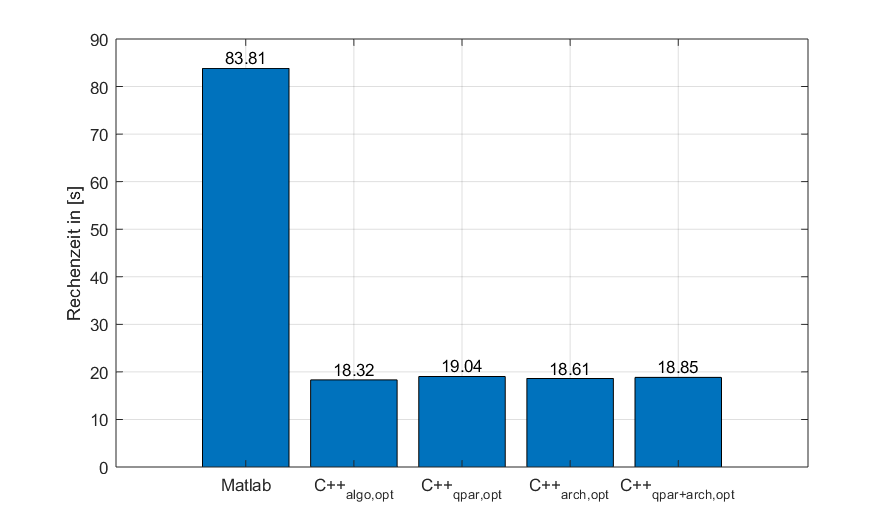 90
80
70
60
50
40
30
20
10
0
Rechenzeit in [s]
83.81
18.32
19.04
18.61
18.85
Matlab
C++algo,opt
C++qpar,opt
C++arch,opt
C++qpar+arch,opt